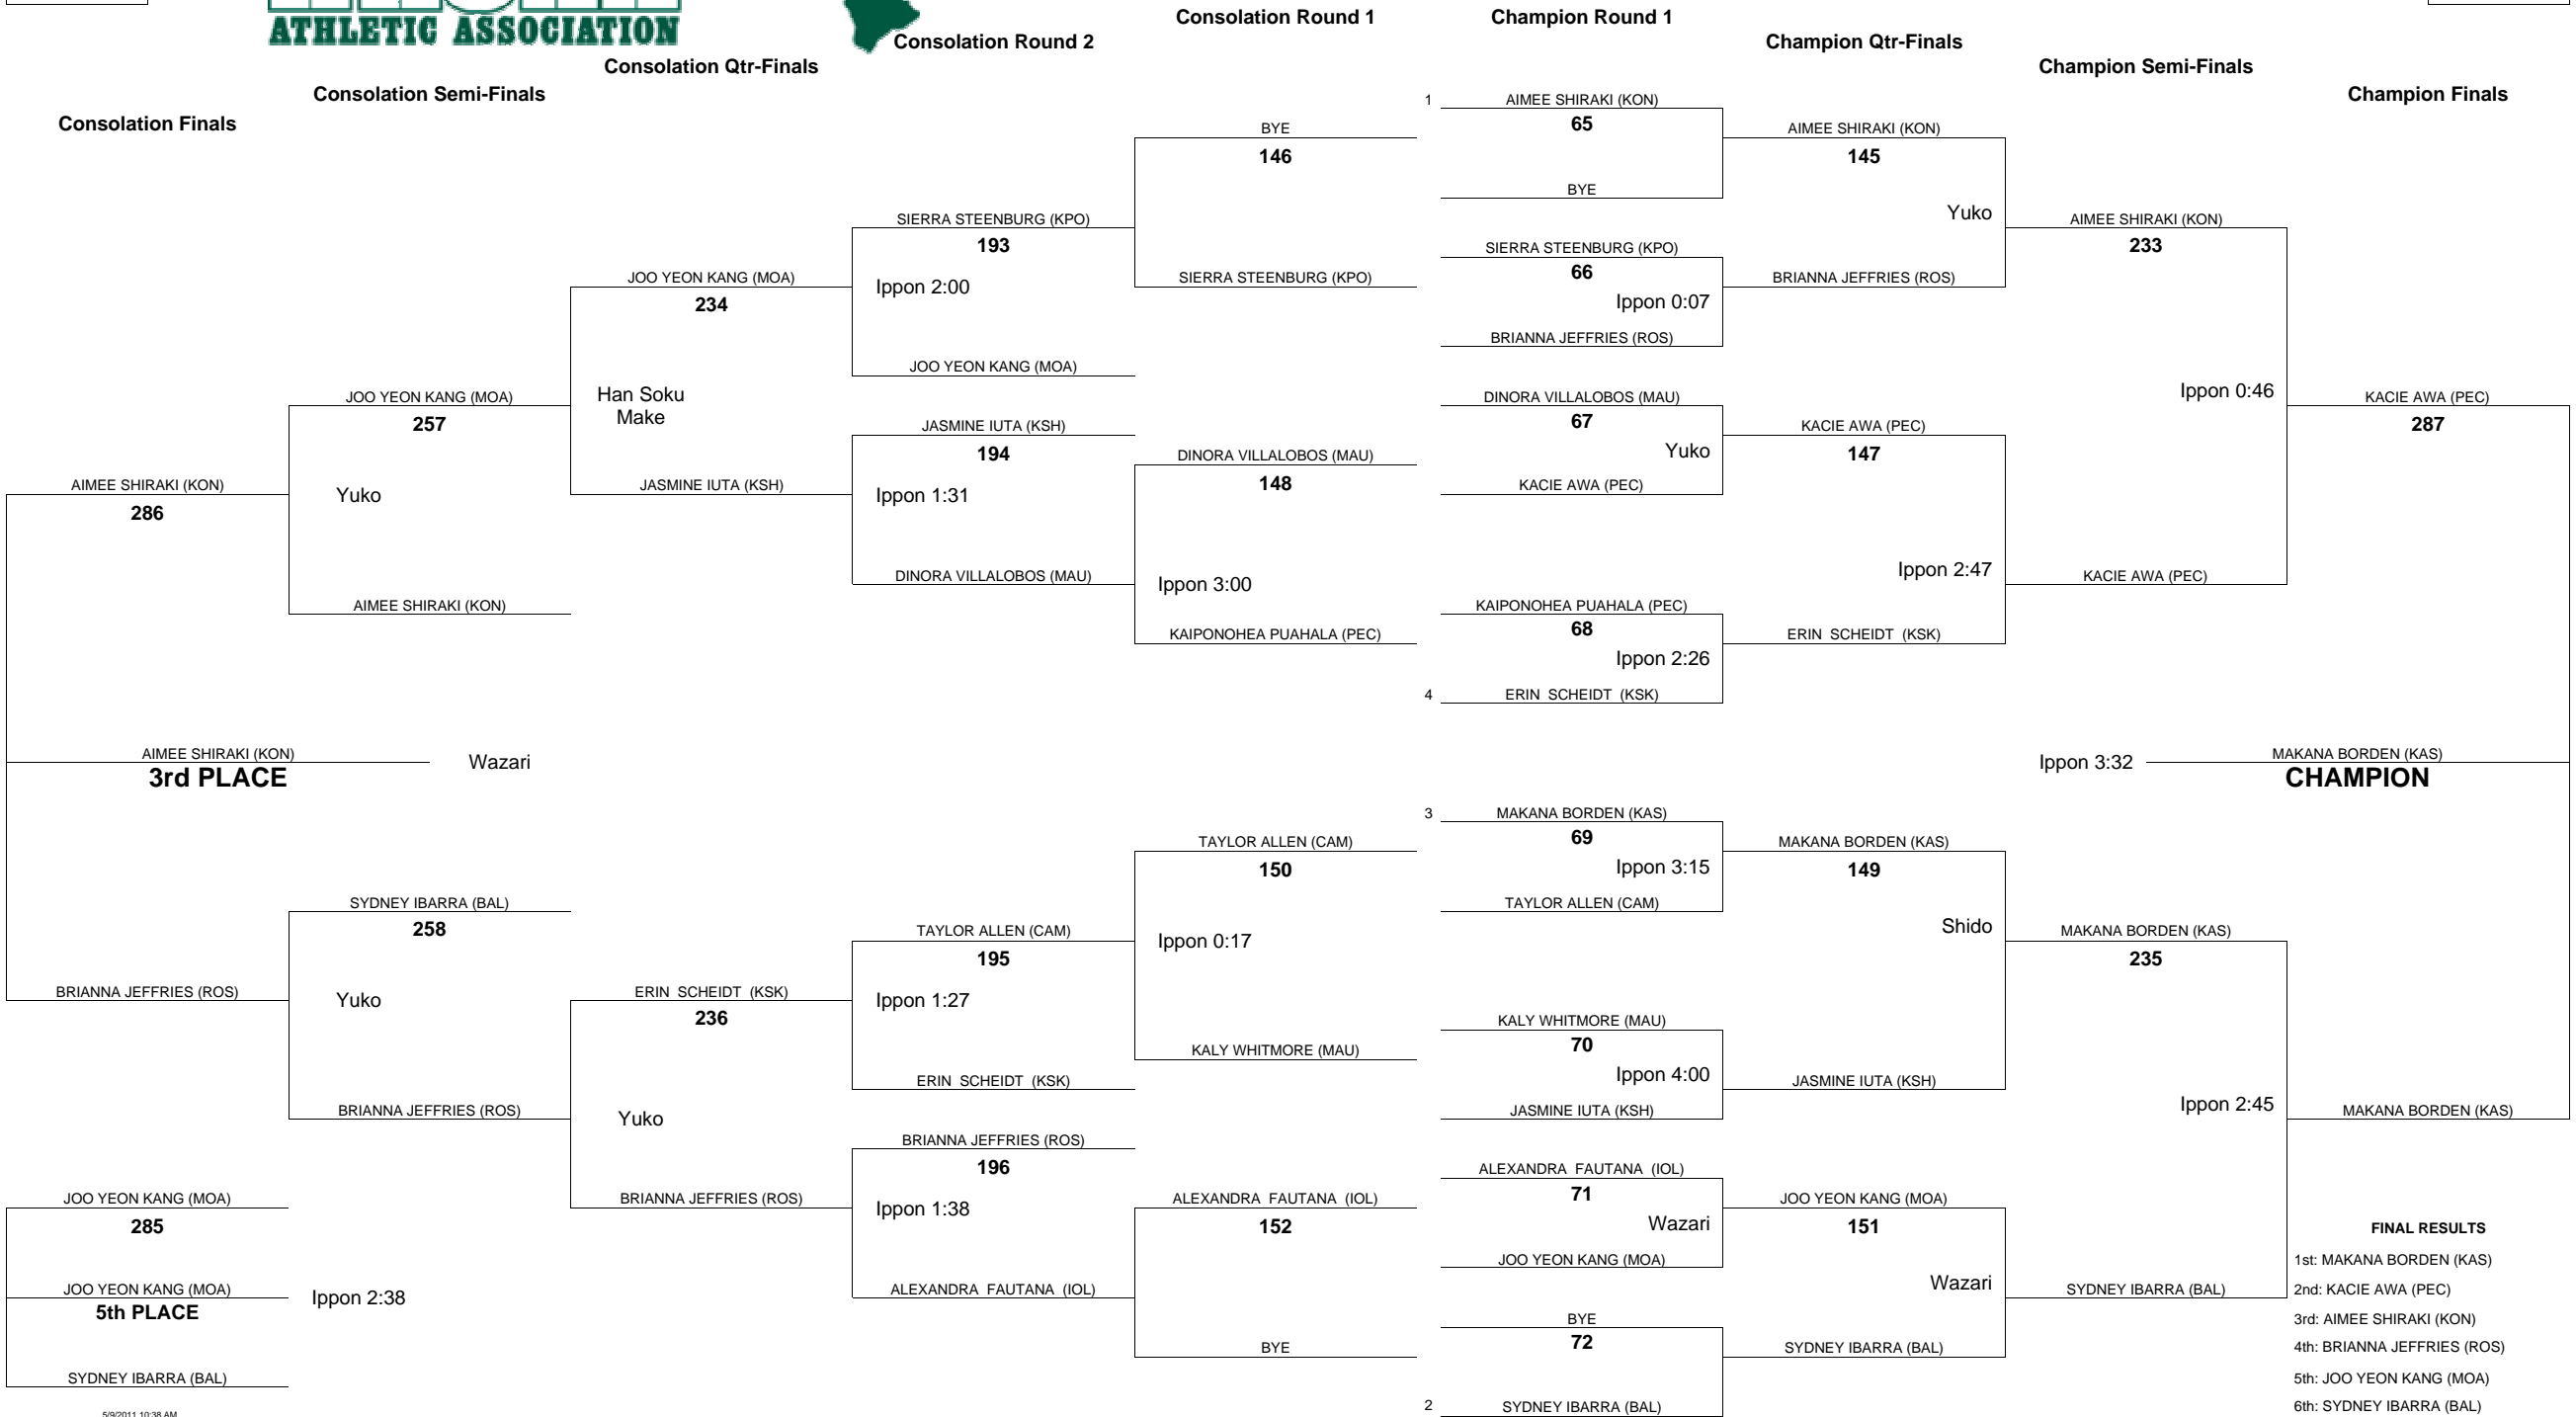 ATHLETIC ASSOCIATION
Consolation Round 1
Champion Round 1
Consolation Round 2
Champion Qtr-Finals
Consolation Qtr-Finals
Champion Semi-Finals
Consolation Semi-Finals
Champion Finals
Consolation Finals
1 AIMEE SHIRAKI (KON)
65
BYE
SIERRA STEENBURG (KPO)
66
Ippon 0:07
BRIANNA JEFFRIES (ROS)
DINORA VILLALOBOS (MAU)
67
Yuko
KACIE AWA (PEC)
KAIPONOHEA PUAHALA (PEC)
68
Ippon 2:26
4 ERIN SCHEIDT (KSK)
3 MAKANA BORDEN (KAS)
69
Ippon 3:15
TAYLOR ALLEN (CAM)
KALY WHITMORE (MAU)
70
Ippon 4:00
JASMINE IUTA (KSH)
ALEXANDRA FAUTANA (IOL)
71
Wazari
JOO YEON KANG (MOA)
BYE
72
2 SYDNEY IBARRA (BAL)
AIMEE SHIRAKI (KON)
145
Yuko
BRIANNA JEFFRIES (ROS)
KACIE AWA (PEC)
147
Ippon 2:47
ERIN SCHEIDT (KSK)
MAKANA BORDEN (KAS)
149
Shido
JASMINE IUTA (KSH)
JOO YEON KANG (MOA)
151
Wazari
SYDNEY IBARRA (BAL)
AIMEE SHIRAKI (KON)
233
Ippon 0:46
KACIE AWA (PEC)
MAKANA BORDEN (KAS)
235
Ippon 2:45
SYDNEY IBARRA (BAL)
KACIE AWA (PEC)
287
Ippon 3:32
MAKANA BORDEN (KAS)
CHAMPION
MAKANA BORDEN (KAS)
BYE
146
SIERRA STEENBURG (KPO)
DINORA VILLALOBOS (MAU)
148
Ippon 3:00
KAIPONOHEA PUAHALA (PEC)
TAYLOR ALLEN (CAM)
150
Ippon 0:17
KALY WHITMORE (MAU)
ALEXANDRA FAUTANA (IOL)
152
BYE
SIERRA STEENBURG (KPO)
193
Ippon 2:00
JOO YEON KANG (MOA)
JASMINE IUTA (KSH)
194
Ippon 1:31
DINORA VILLALOBOS (MAU)
TAYLOR ALLEN (CAM)
195
Ippon 1:27
ERIN SCHEIDT (KSK)
BRIANNA JEFFRIES (ROS)
196
Ippon 1:38
ALEXANDRA FAUTANA (IOL)
JOO YEON KANG (MOA)
234
Han Soku
Make
JASMINE IUTA (KSH)
ERIN SCHEIDT (KSK)
236
Yuko
BRIANNA JEFFRIES (ROS)
JOO YEON KANG (MOA)
257
Yuko
AIMEE SHIRAKI (KON)
SYDNEY IBARRA (BAL)
258
Yuko
BRIANNA JEFFRIES (ROS)
AIMEE SHIRAKI (KON)
286
AIMEE SHIRAKI (KON)
3rd PLACE
Wazari
BRIANNA JEFFRIES (ROS)
JOO YEON KANG (MOA)
285
JOO YEON KANG (MOA)
5th PLACE
Ippon 2:38
SYDNEY IBARRA (BAL)
FINAL RESULTS
1st: MAKANA BORDEN (KAS)
2nd: KACIE AWA (PEC)
3rd: AIMEE SHIRAKI (KON)
4th: BRIANNA JEFFRIES (ROS)
5th: JOO YEON KANG (MOA)
6th: SYDNEY IBARRA (BAL)
5/9/2011 10:38 AM